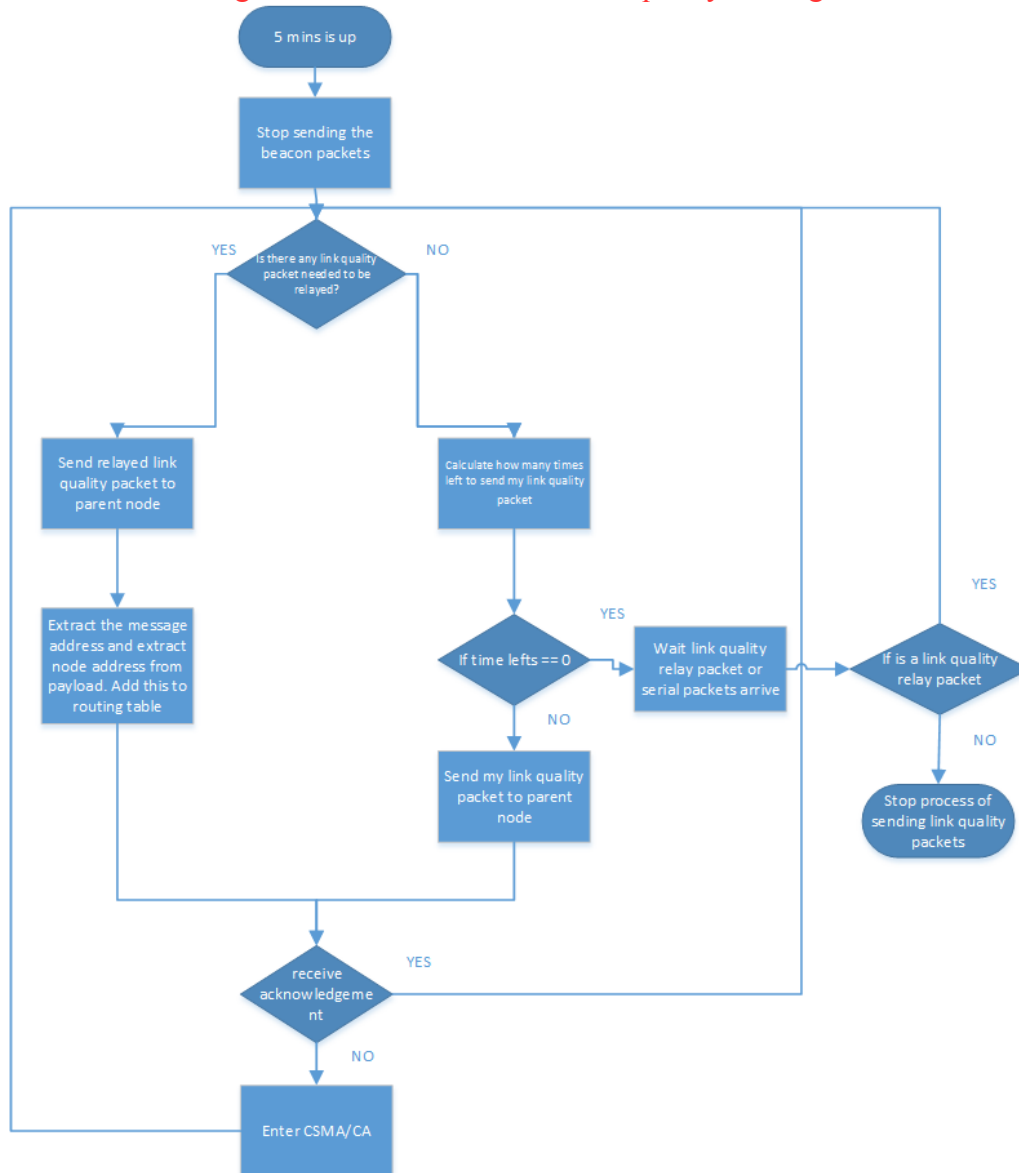 5 mins is up
Stop sending the
beacon packets
YES
NO
Is there any link quality
packet needed to be
relayed?
Send relayed link
quality packet to
parent node
Calculate how many times
left to send my link quality
packet
Extract the message
address and extract
node address from
payload. Add this to
routing table
If time lefts == 0
YES
Wait link quality
relay packet or
serial packets arrive
YES
If is a link quality
relay packet
NO
NO
Send my link quality
packet to parent
node
Stop process of
sending link quality
packets
receive
acknowledgeme
nt
YES
NO
Enter CSMA/CA